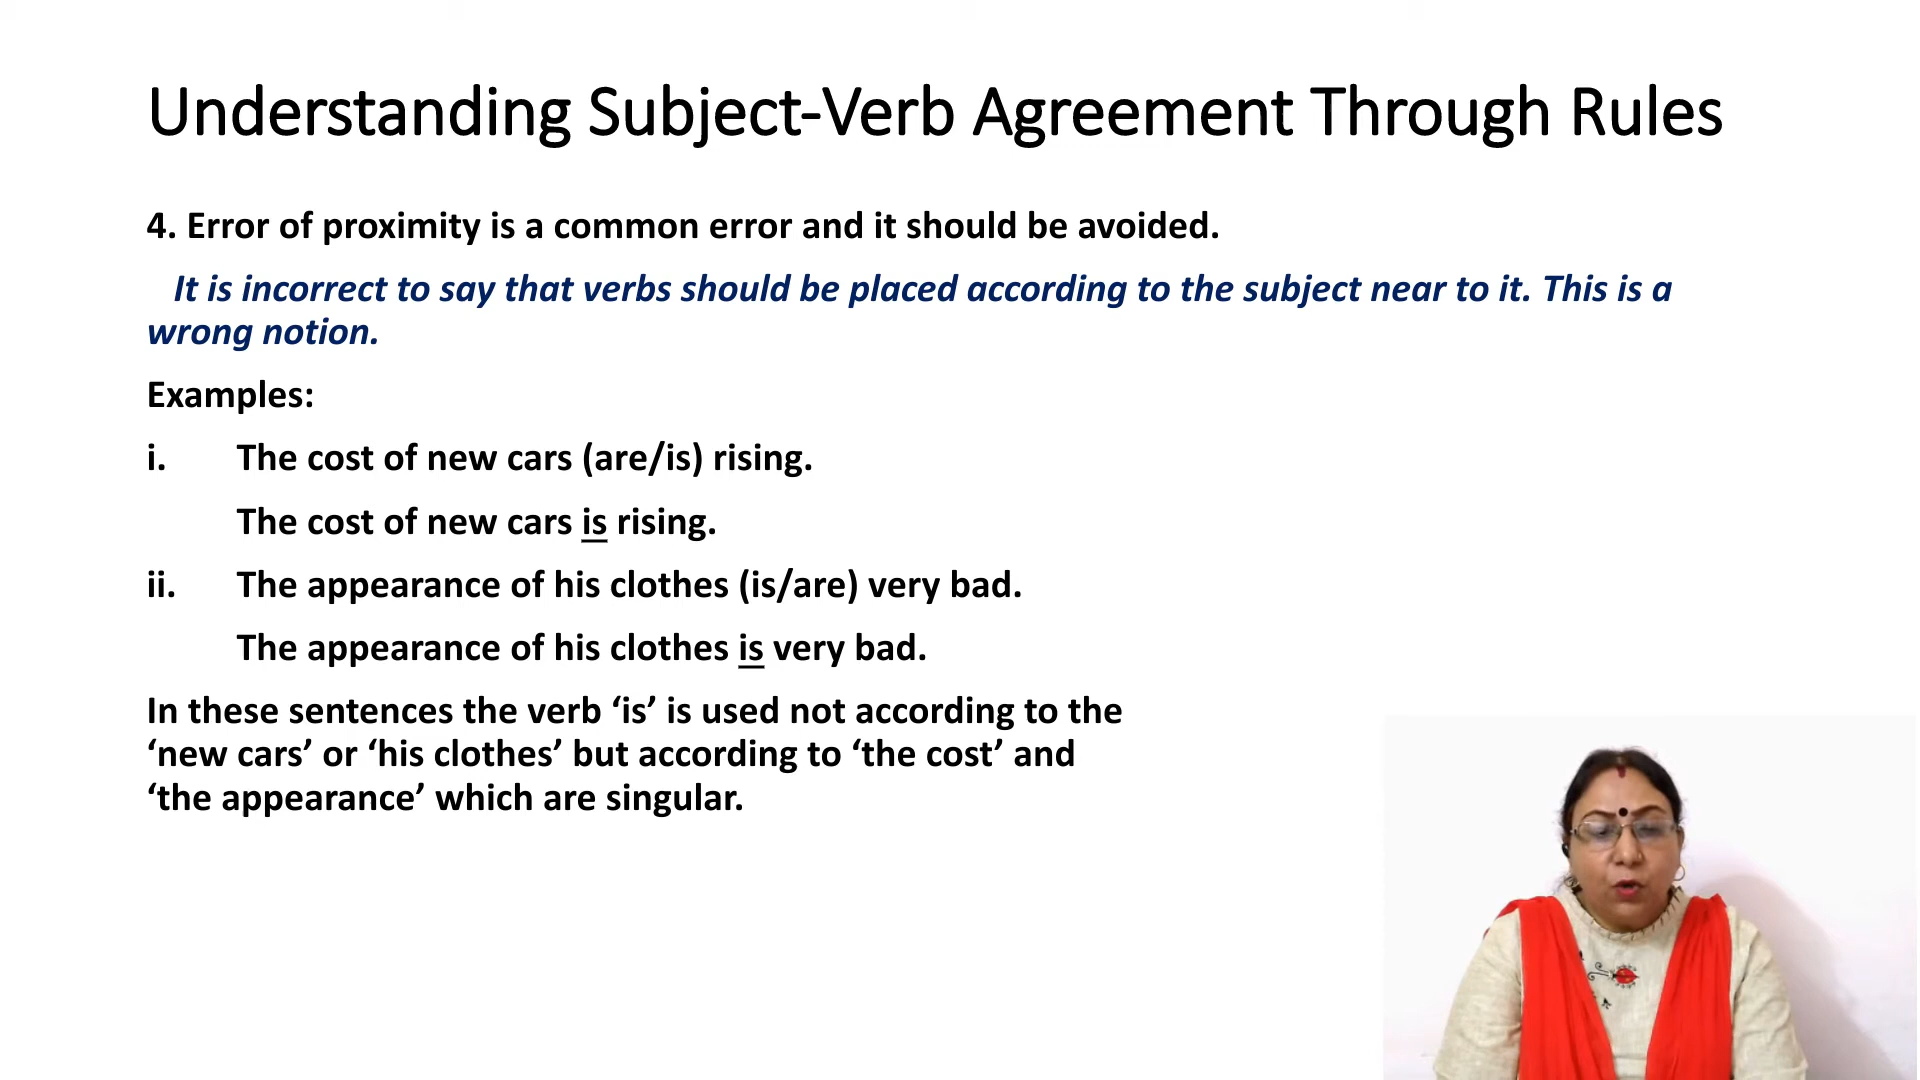 Understanding Subject-Verb Agreement Through Rules
4. Error of proximity is a common error and it should be avoided.
It is incorrect to say that verbs should be placed according to the subject near to it. This is a
wrong notion.
Examples:
i. The cost of new cars (are/is) rising.
The cost of new cars is rising.
ii. The appearance of his clothes (is/are) very bad.
The appearance of his clothes is very bad.
In these sentences the verb ‘is’ is used not according to the
‘new cars’ or ‘his clothes’ but according to ‘the cost’ and
‘the appearance’ which are singular.